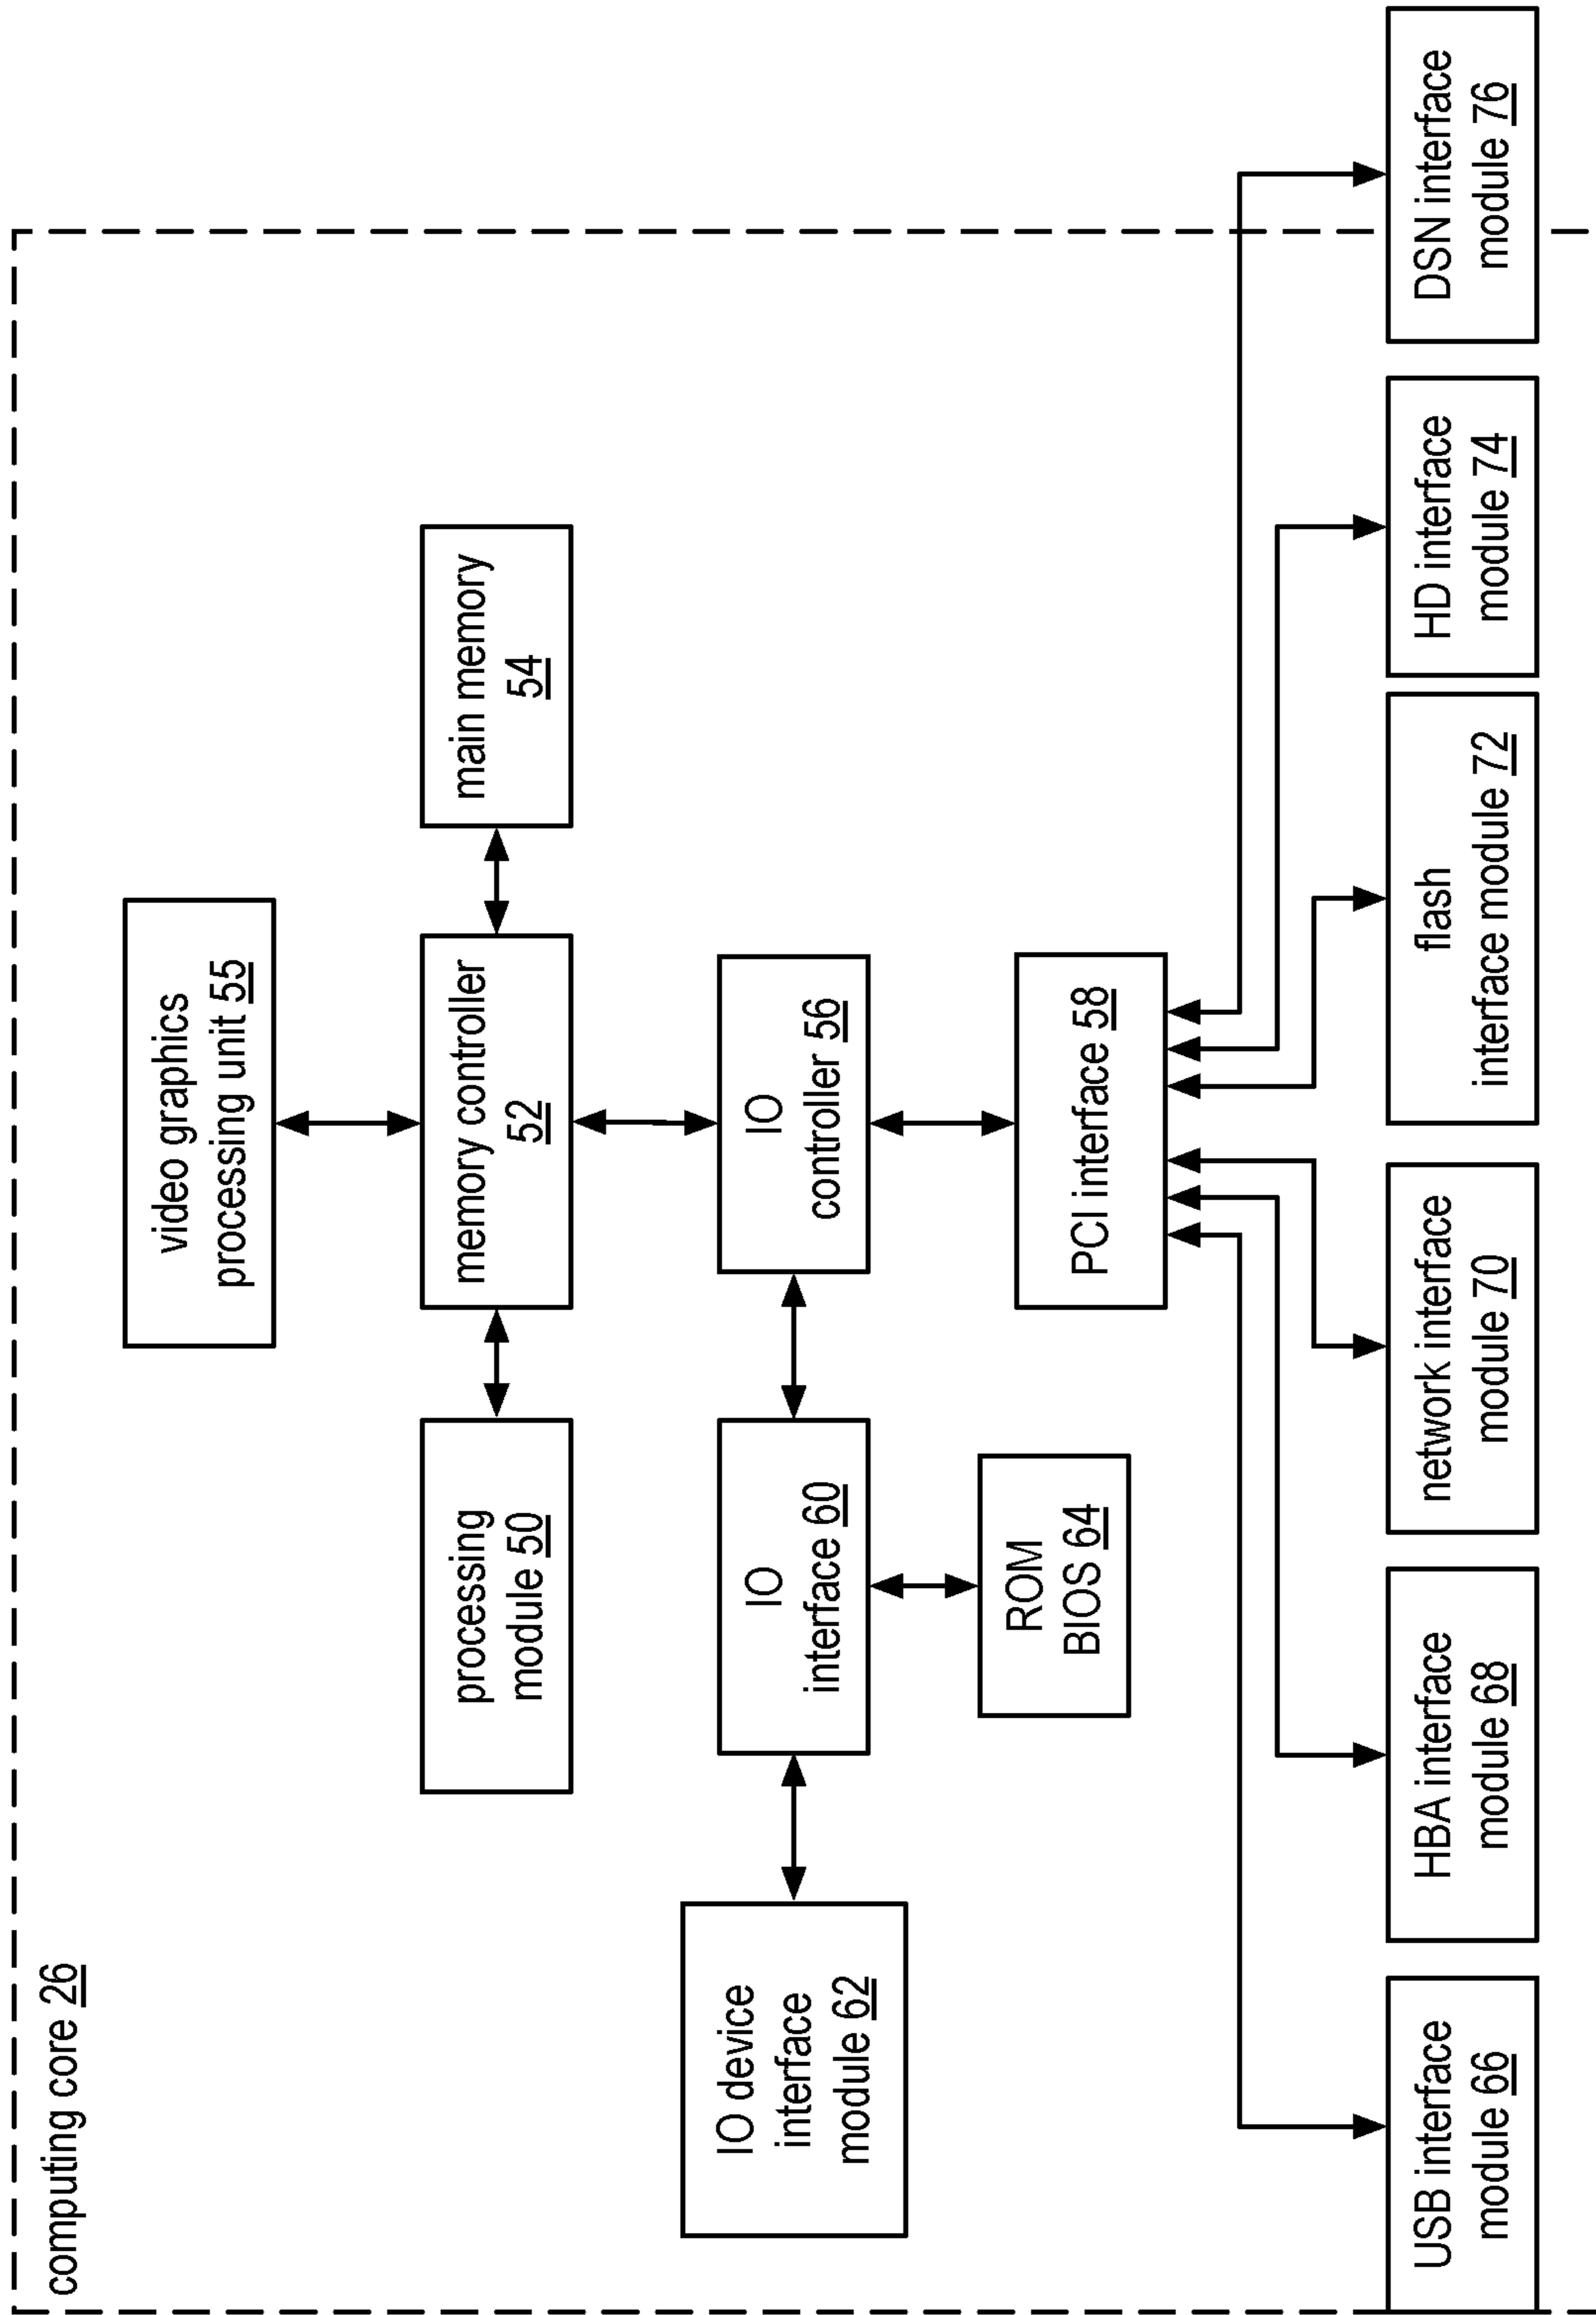 computing core 26
video graphics
processing unit 55
processing
module 50
memory controller
52
main memory
54
IO device
interface
module 62
IO
interface 60
IO
controller 56
ROM
BIOS 64
PCI interface 58
USB interface
module 66
HBA interface
module 68
network interface
module 70
flash
interface module 72
HD interface
module 74
DSN interface
module 76